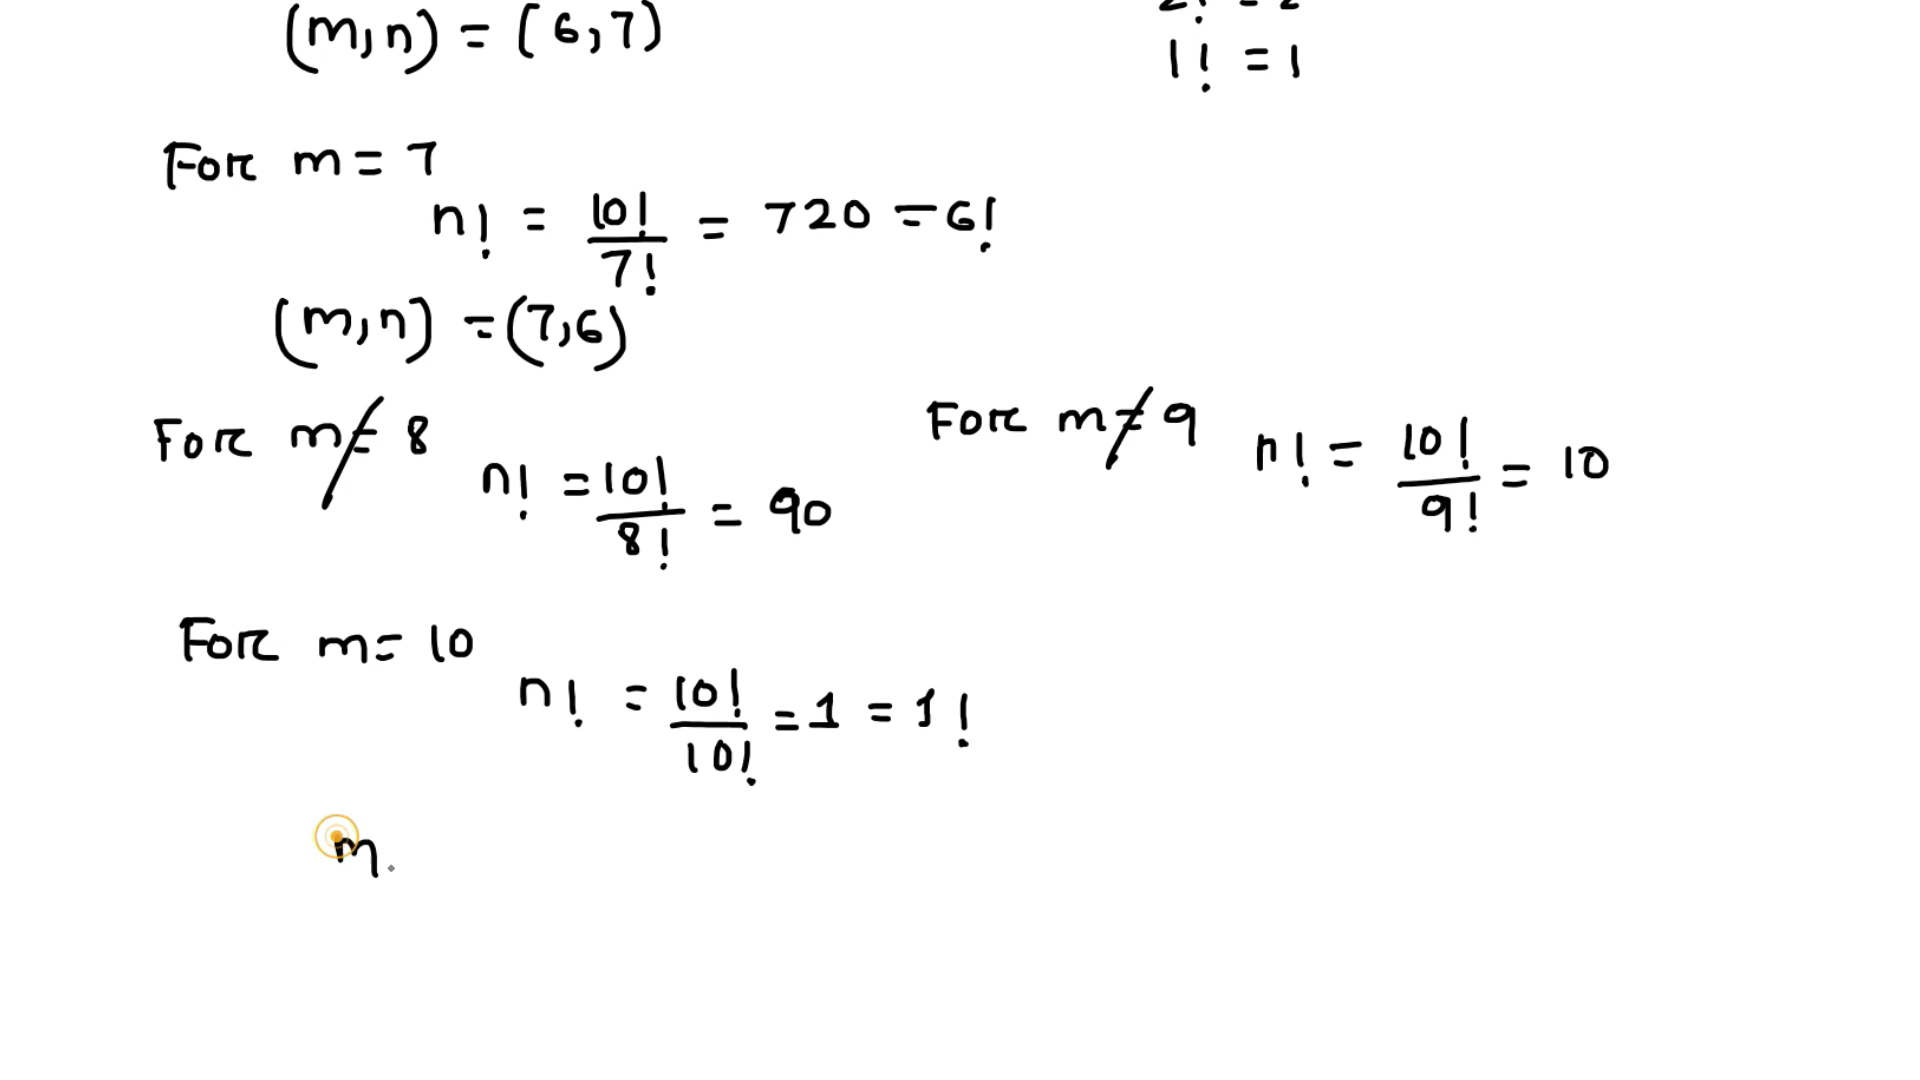 (m,n) = (6,7)
1! = 1
For m = 7
n! = 10!/7! = 720 = 6!
(m,n) = (7,6)
For m = 8
n! = 10!/8! = 90
For m = 9 n! = 10!/9! = 10
For m = 10
n! = 10!/10! = 1 = 1!
m